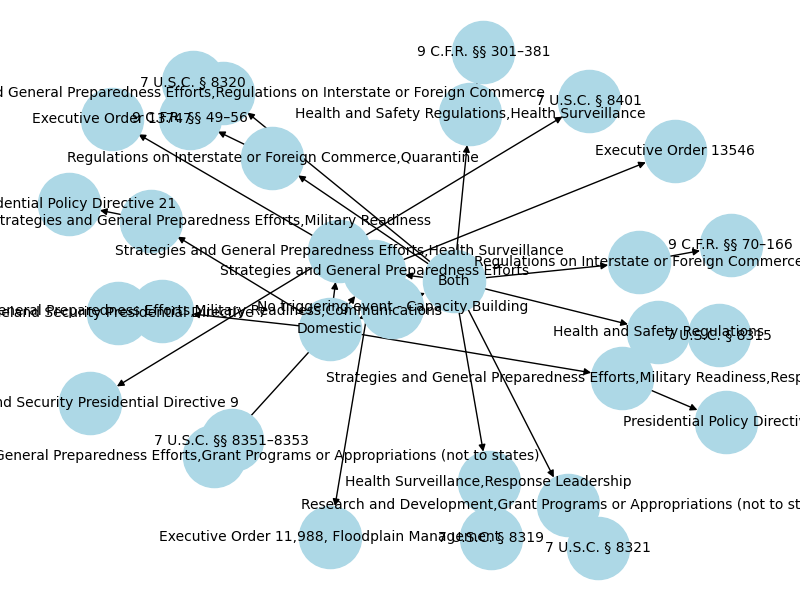 9 C.F.R. §§ 301–381
7 U.S.C. § 8320
d General Preparedness Efforts,Regulations on Interstate or Foreign Commerce
7 U.S.C. § 8401
Health and Safety Regulations,Health Surveillance
Executive Order 13747
9 C.F.R. §§ 49–56
Executive Order 13546
Regulations on Interstate or Foreign Commerce,Quarantine
dential Policy Directive 21
trategies and General Preparedness Efforts,Military Readiness
9 C.F.R. §§ 70–166
Strategies and General Preparedness Efforts,Health Surveillance
Regulations on Interstate or Foreign Commerce
Strategies and General Preparedness Efforts
Both
No triggering event - Capacity Building
eneral Preparedness Efforts,Military Readiness,Communications
eland Security Presidential Directive 7
Domestic
Health and Safety Regulations
7 U.S.C. § 8315
Strategies and General Preparedness Efforts,Military Readiness,Resp
nd Security Presidential Directive 9
Presidential Policy Directiv
7 U.S.C. §§ 8351–8353
General Preparedness Efforts,Grant Programs or Appropriations (not to states)
Health Surveillance,Response Leadership
Research and Development,Grant Programs or Appropriations (not to st
Executive Order 11,988, Floodplain Management
7 U.S.C. § 8319
7 U.S.C. § 8321